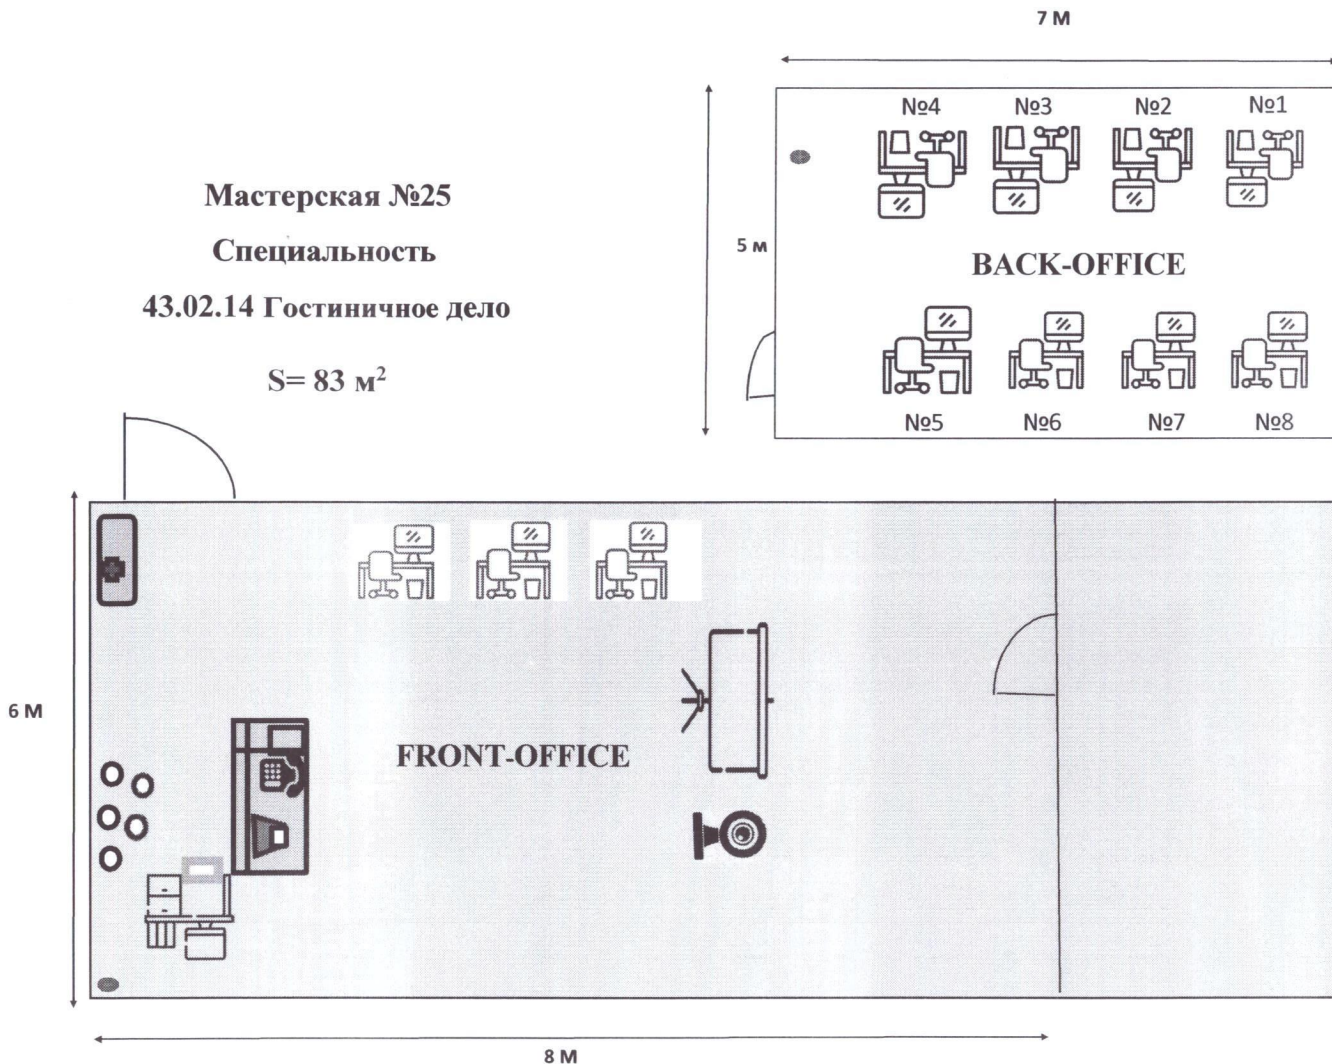 7 М
№4 №3 №2 №1
Мастерская №25
Специальность
43.02.14 Гостиничное дело
S= 83 м²
5 м
BACK-OFFICE
№5 №6 №7 №8
6 М
FRONT-OFFICE
8 М